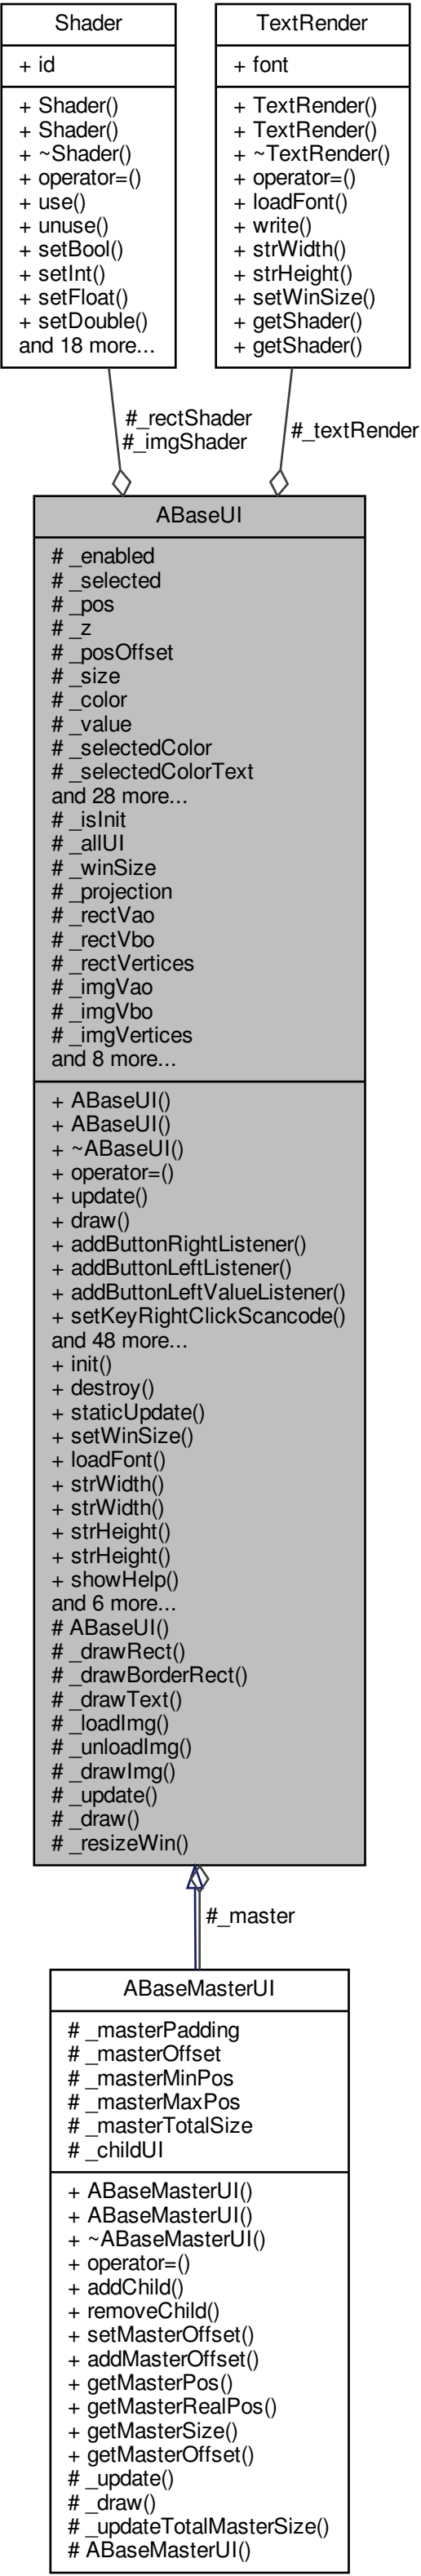 Shader
+ id
+ Shader()
+ Shader()
+ ~Shader()
+ operator=()
+ use()
+ unuse()
+ setBool()
+ setInt()
+ setFloat()
+ setDouble()
and 18 more...
TextRender
+ font
+ TextRender()
+ TextRender()
+ ~TextRender()
+ operator=()
+ loadFont()
+ write()
+ strWidth()
+ strHeight()
+ setWinSize()
+ getShader()
+ getShader()
#_rectShader
#_imgShader
#_textRender
ABaseUI
# _enabled
# _selected
# _pos
# _z
# _posOffset
# _size
# _color
# _value
# _selectedColor
# _selectedColorText
and 28 more...
# _isInit
# _allUI
# _winSize
# _projection
# _rectVao
# _rectVbo
# _rectVertices
# _imgVao
# _imgVbo
# _imgVertices
and 8 more...
+ ABaseUI()
+ ABaseUI()
+ ~ABaseUI()
+ operator=()
+ update()
+ draw()
+ addButtonRightListener()
+ addButtonLeftListener()
+ addButtonLeftValueListener()
+ setKeyRightClickScancode()
and 48 more...
+ init()
+ destroy()
+ staticUpdate()
+ setWinSize()
+ loadFont()
+ strWidth()
+ strWidth()
+ strHeight()
+ strHeight()
+ showHelp()
and 6 more...
# ABaseUI()
# _drawRect()
# _drawBorderRect()
# _drawText()
# _loadImg()
# _unloadImg()
# _drawImg()
# _update()
# _draw()
# _resizeWin()
#_master
ABaseMasterUI
# _masterPadding
# _masterOffset
# _masterMinPos
# _masterMaxPos
# _masterTotalSize
# _childUI
+ ABaseMasterUI()
+ ABaseMasterUI()
+ ~ABaseMasterUI()
+ operator=()
+ addChild()
+ removeChild()
+ setMasterOffset()
+ addMasterOffset()
+ getMasterPos()
+ getMasterRealPos()
+ getMasterSize()
+ getMasterOffset()
# _update()
# _draw()
# _updateTotalMasterSize()
# ABaseMasterUI()